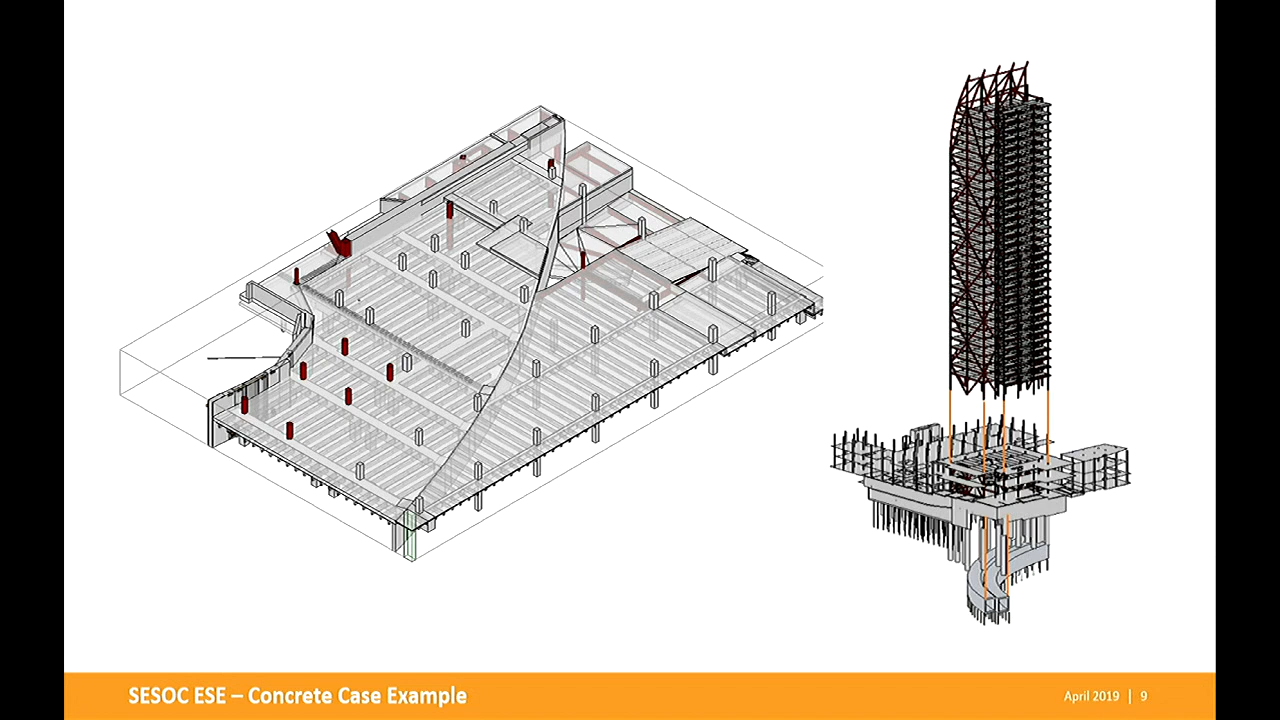 SESOC ESE – Concrete Case Example
April 2019 | 9